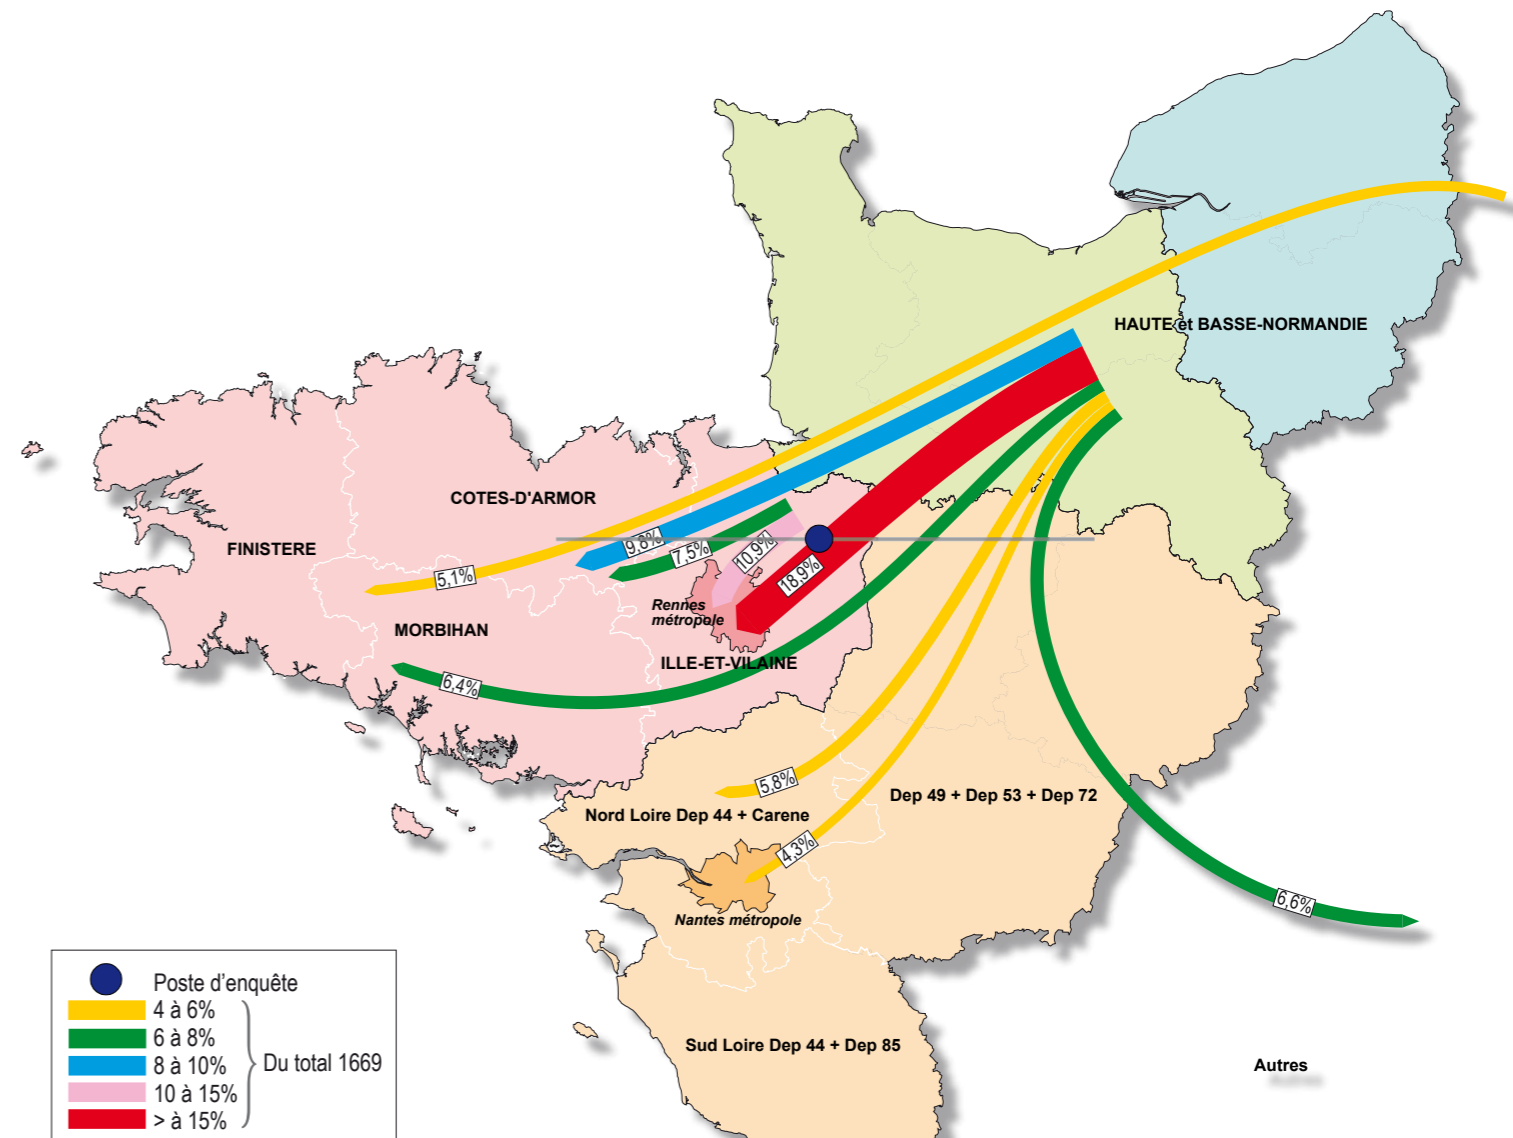 HAUTE et BASSE-NORMANDIE
COTES-D'ARMOR
FINISTERE
9,8%
7,5%
10,9%
18,9%
5,1%
Rennes
métropole
MORBIHAN
ILLE-ET-VILAINE
6,4%
5,8%
Dep 49 + Dep 53 + Dep 72
Nord Loire Dep 44 + Carene
4,3%
6,6%
Nantes métropole
Sud Loire Dep 44 + Dep 85
Autres
Poste d'enquête
4 à 6%
6 à 8%
8 à 10%
10 à 15%
> à 15%
Du total 1669